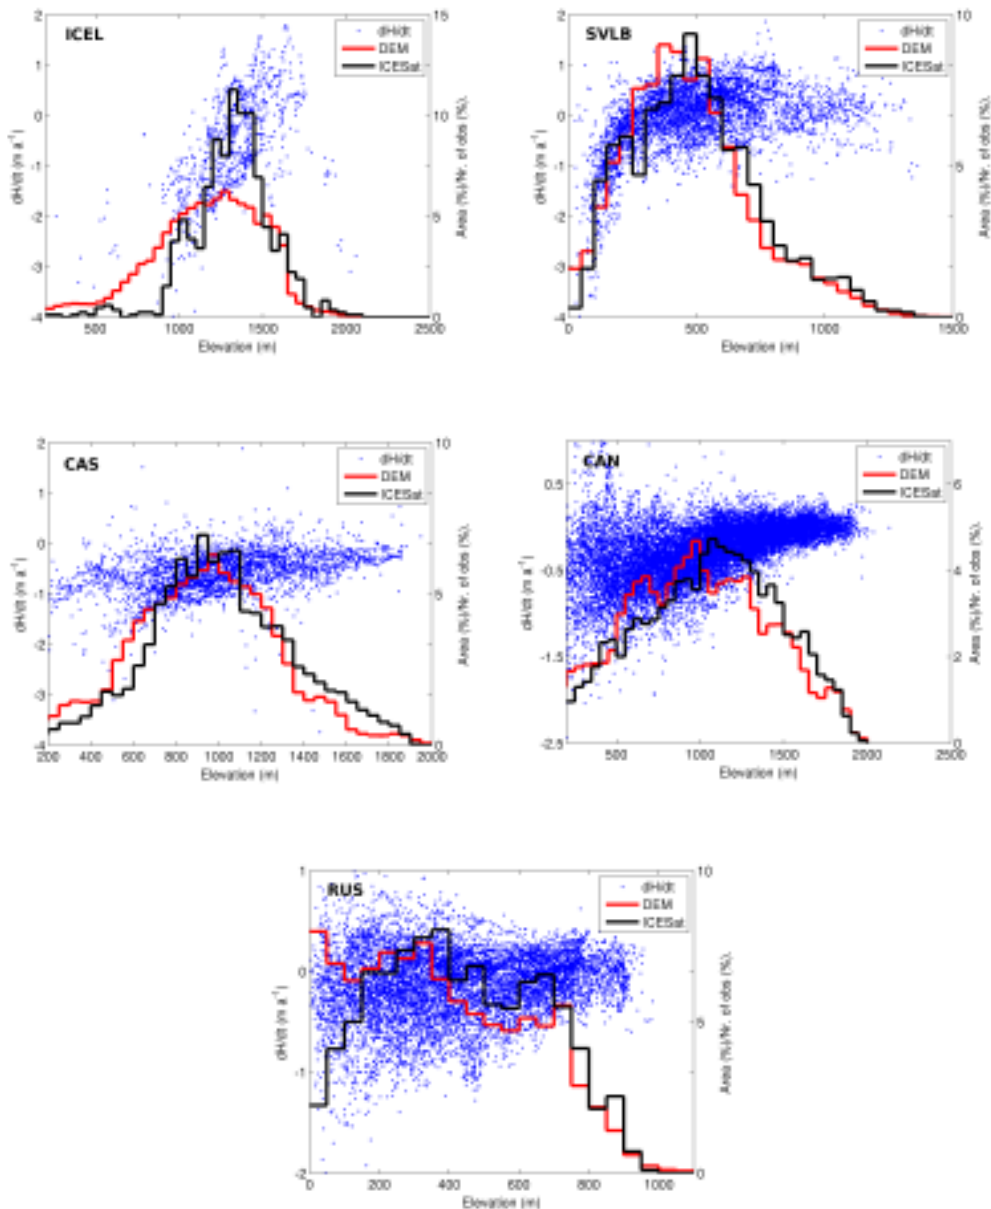 ICEL
dH/dt
DEM
ICESat
2
1
0
-1
-2
-3
-4
15
10
5
0
500 1000 1500 2000 2500
dH/dt (m a⁻¹)
Area (%)/Nr. of obs (%).
Elevation (m)
SVLB
dH/dt
DEM
ICESat
2
1
0
-1
-2
-3
-4
10
5
0
0 500 1000 1500
dH/dt (m a⁻¹)
Area (%)/Nr. of obs (%).
Elevation (m)
CAS
dH/dt
DEM
ICESat
2
1
0
-1
-2
-3
-4
10
5
0
200 400 600 800 1000 1200 1400 1600 1800 2000
dH/dt (m a⁻¹)
Area (%)/Nr. of obs (%).
Elevation (m)
CAN
dH/dt
DEM
ICESat
0.5
-0.5
-1.5
-2.5
6
4
2
0
500 1000 1500 2000 2500
dH/dt (m a⁻¹)
Area (%)/Nr. of obs (%).
Elevation (m)
RUS
dH/dt
DEM
ICESat
1
0
-1
-2
10
5
0
0 200 400 600 800 1000
dH/dt (m a⁻¹)
Area (%)/Nr. of obs (%).
Elevation (m)